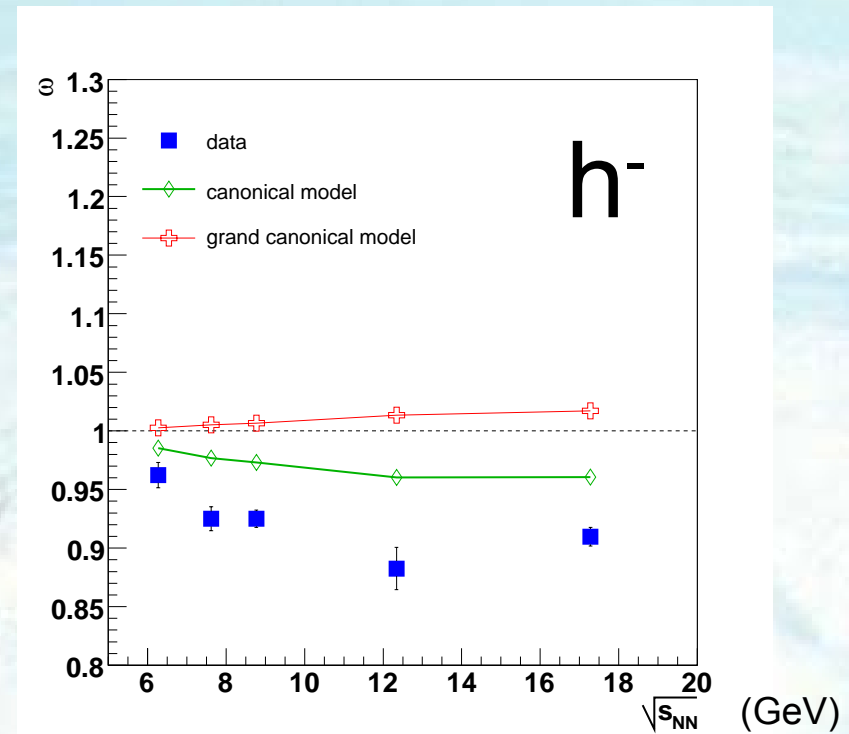 ω
1.3
1.25
1.2
1.15
1.1
1.05
1
0.95
0.9
0.85
0.8
data
canonical model
grand canonical model
h⁻
6 8 10 12 14 16 18 20
√sNN (GeV)